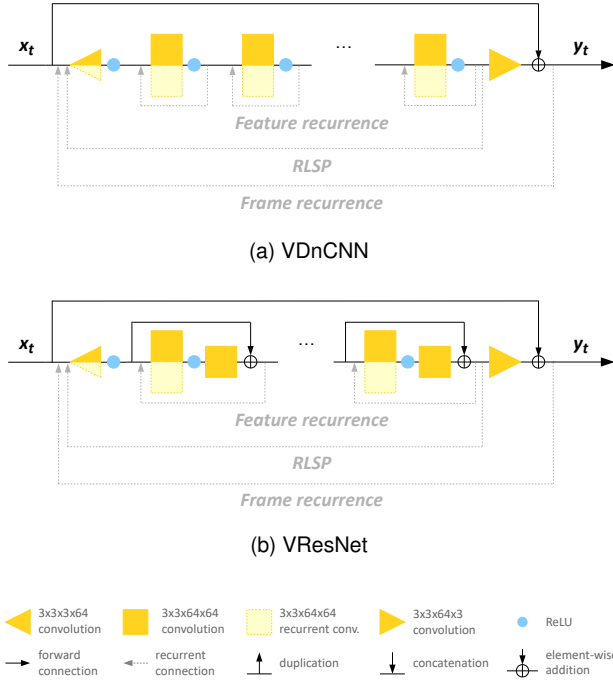 x_t
...
y_t
Feature recurrence
RLSP
Frame recurrence
(a) VDnCNN
x_t
...
y_t
Feature recurrence
RLSP
Frame recurrence
(b) VResNet
3x3x3x64
convolution
3x3x64x64
convolution
3x3x64x64
recurrent conv.
3x3x64x3
convolution
ReLU
forward
connection
recurrent
connection
duplication
concatenation
element-wise
addition